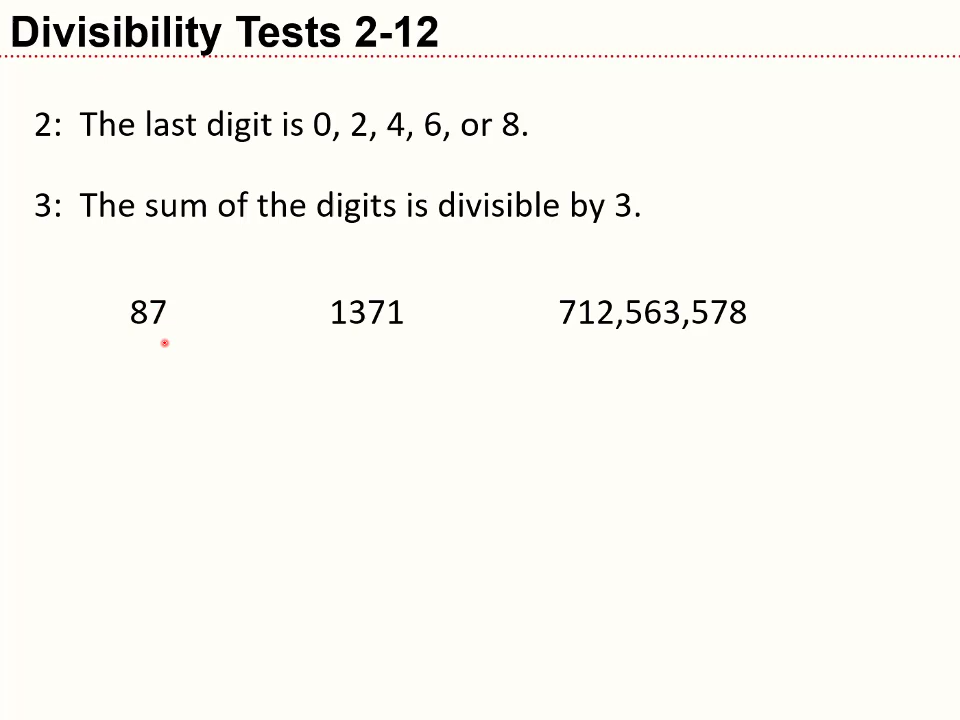 Divisibility Tests 2-12
2: The last digit is 0, 2, 4, 6, or 8.
3: The sum of the digits is divisible by 3.
87 1371 712,563,578